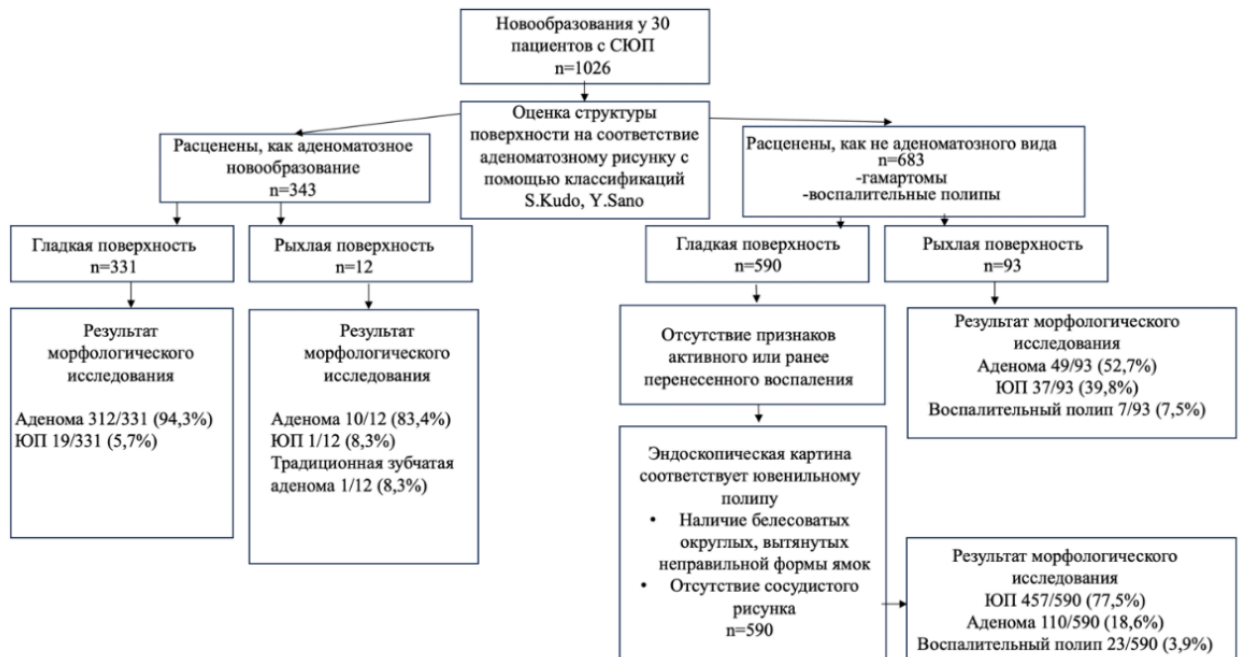 Новообразования у 30
пациентов с СЮП
n=1026
Оценка структуры
поверхности на соответствие
аденоматозному рисунку с
помощью классификаций
S.Kudo, Y.Sano
Расценены, как аденоматозное
новообразование
n=343
Расценены, как не аденоматозного вида
n=683
-гамартомы
-воспалительные полипы
Гладкая поверхность
n=331
Рыхлая поверхность
n=12
Гладкая поверхность
n=590
Рыхлая поверхность
n=93
Результат
морфологического
исследования
Аденома 312/331 (94,3%)
ЮП 19/331 (5,7%)
Результат
морфологического
исследования
Аденома 10/12 (83,4%)
ЮП 1/12 (8,3%)
Традиционная зубчатая
аденома 1/12 (8,3%)
Отсутствие признаков
активного или ранее
перенесенного воспаления
Результат морфологического
исследования
Аденома 49/93 (52,7%)
ЮП 37/93 (39,8%)
Воспалительный полип 7/93 (7,5%)
Эндоскопическая картина
соответствует ювенильному
полипу
• Наличие белесоватых
округлых, вытянутых
неправильной формы ямок
• Отсутствие сосудистого
рисунка
n=590
Результат морфологического
исследования
ЮП 457/590 (77,5%)
Аденома 110/590 (18,6%)
Воспалительный полип 23/590 (3,9%)